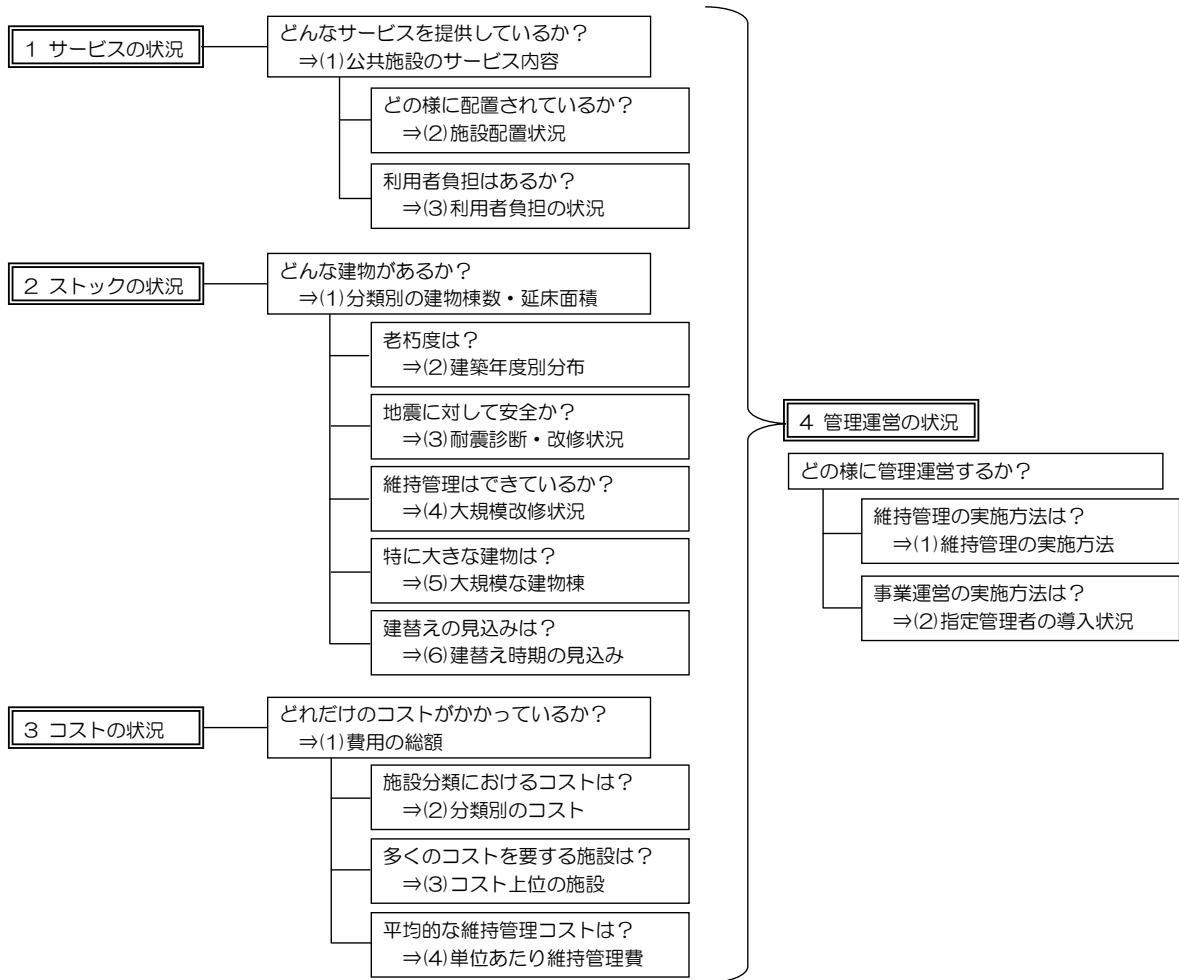 1 サービスの状況
どんなサービスを提供しているか？
⇒(1)公共施設のサービス内容
どの様に配置されているか？
⇒(2)施設配置状況
利用者負担はあるか？
⇒(3)利用者負担の状況
2 ストックの状況
どんな建物があるか？
⇒(1)分類別の建物棟数・延床面積
老朽度は？
⇒(2)建築年度別分布
地震に対して安全か？
⇒(3)耐震診断・改修状況
維持管理はできているか？
⇒(4)大規模改修状況
特に大きな建物は？
⇒(5)大規模な建物棟
建替えの見込みは？
⇒(6)建替え時期の見込み
3 コストの状況
どれだけのコストがかかっているか？
⇒(1)費用の総額
施設分類におけるコストは？
⇒(2)分類別のコスト
多くのコストを要する施設は？
⇒(3)コスト上位の施設
平均的な維持管理コストは？
⇒(4)単位あたり維持管理費
4 管理運営の状況
どの様に管理運営するか？
維持管理の実施方法は？
⇒(1)維持管理の実施方法
事業運営の実施方法は？
⇒(2)指定管理者の導入状況